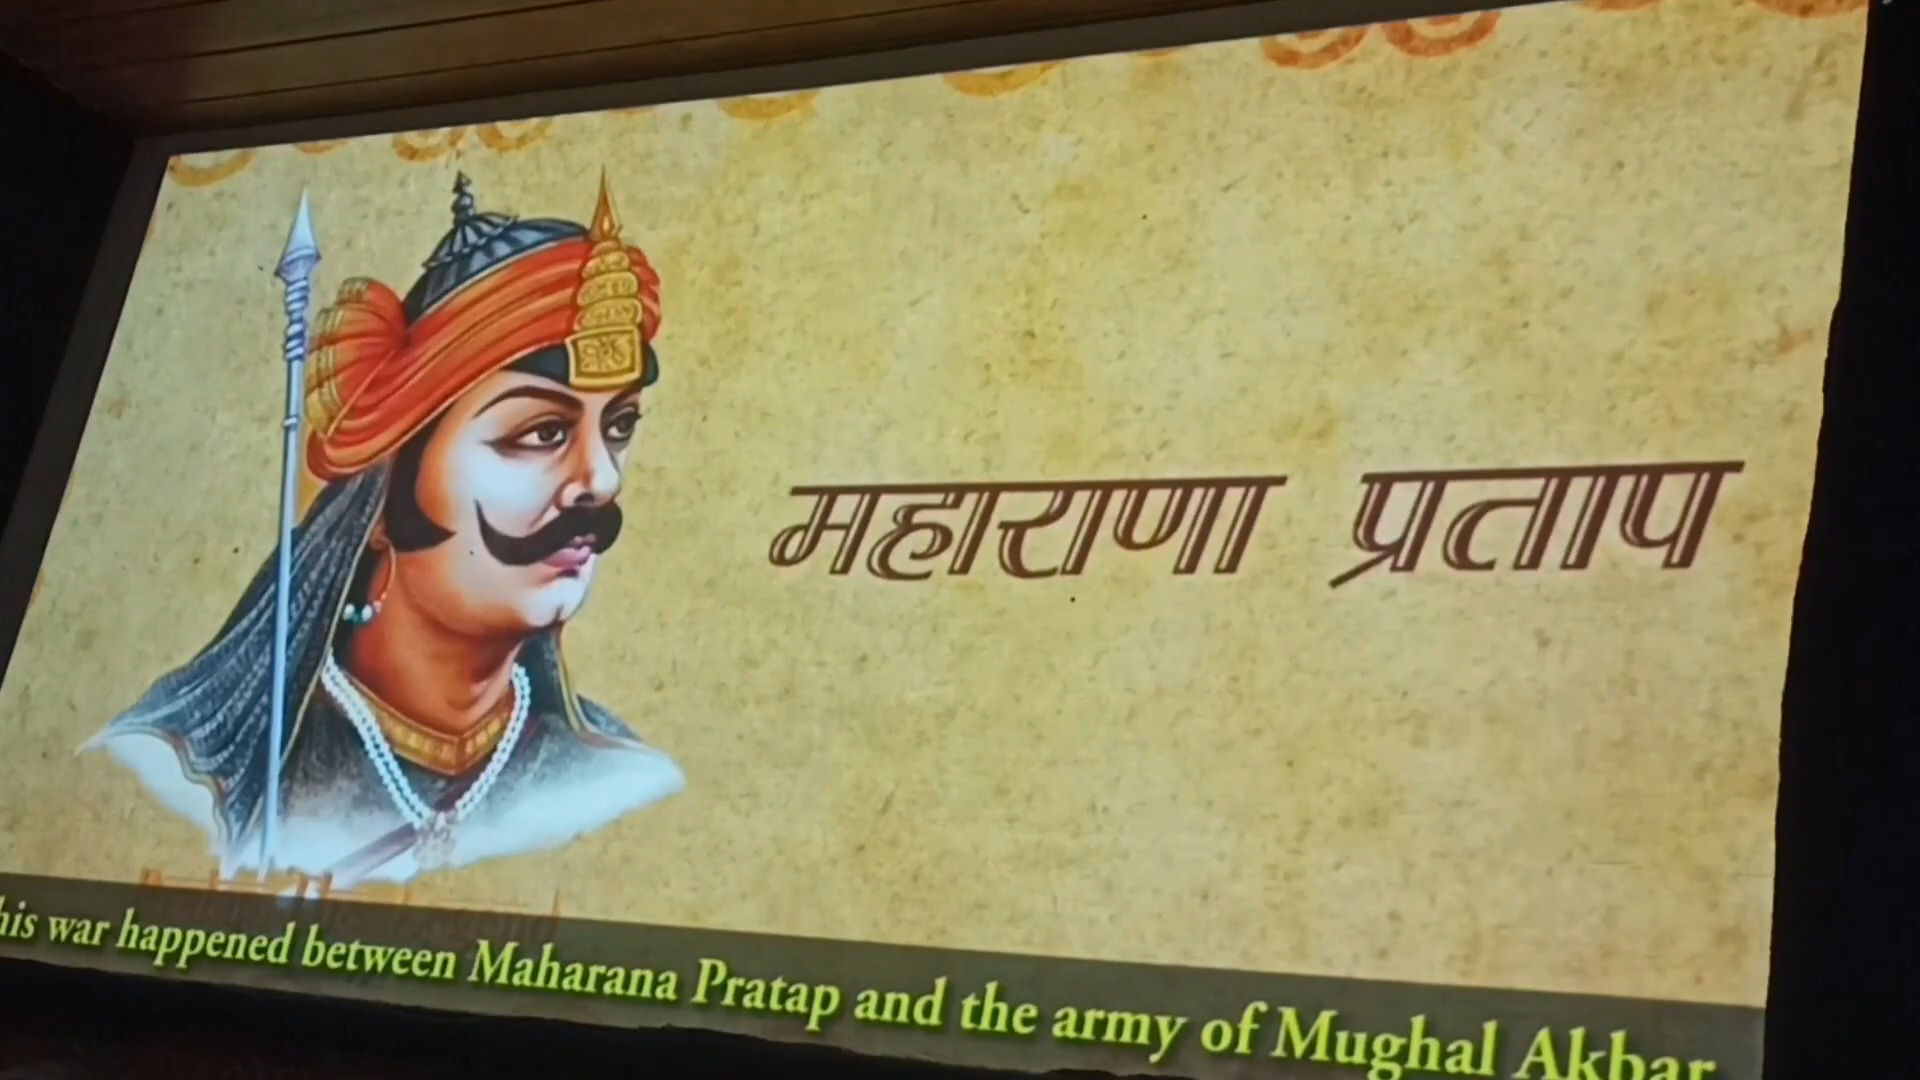 महाराणा प्रताप
his war happened between Maharana Pratap and the army of Mughal Akbar